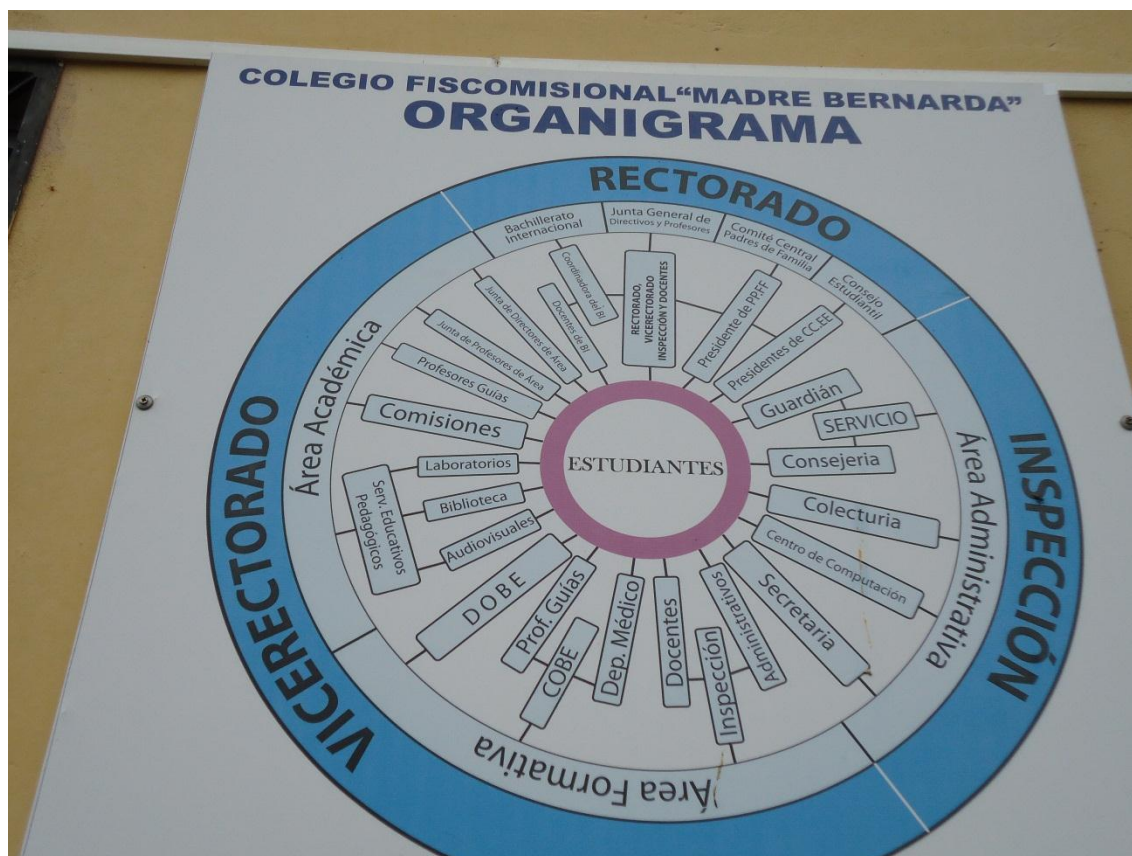 COLEGIO FISCOMISIONAL“MADRE BERNARDA”
ORGANIGRAMA
RECTORADO
Bachillerato
Internacional
Junta General de
Directivos y Profesores
Comité Central
Padres de Familia
Consejo
Estudiantil
Coordinadora del BI
Docentes de BI
RECTORADO,
VICERECTORADO
INSPECCIÓN Y DOCENTES
Presidente de PP.FF
Presidentes de CC.EE
INSPECCIÓN
Área Administrativa
Guardián
SERVICIO
Consejeria
Colecturia
Centro de Computación
Secretaria
Área Formativa
Administrativos
Inspección
Docentes
Dep. Médico
COBE
Prof. Guías
DOBE
VICERECTORADO
Área Académica
Junta de Directores de Area
Junta de Profesores de Area
Profesores Guías
Comisiones
Laboratorios
Serv. Educativos
Pedagógicos
Biblioteca
Audiovisuales
ESTUDIANTES